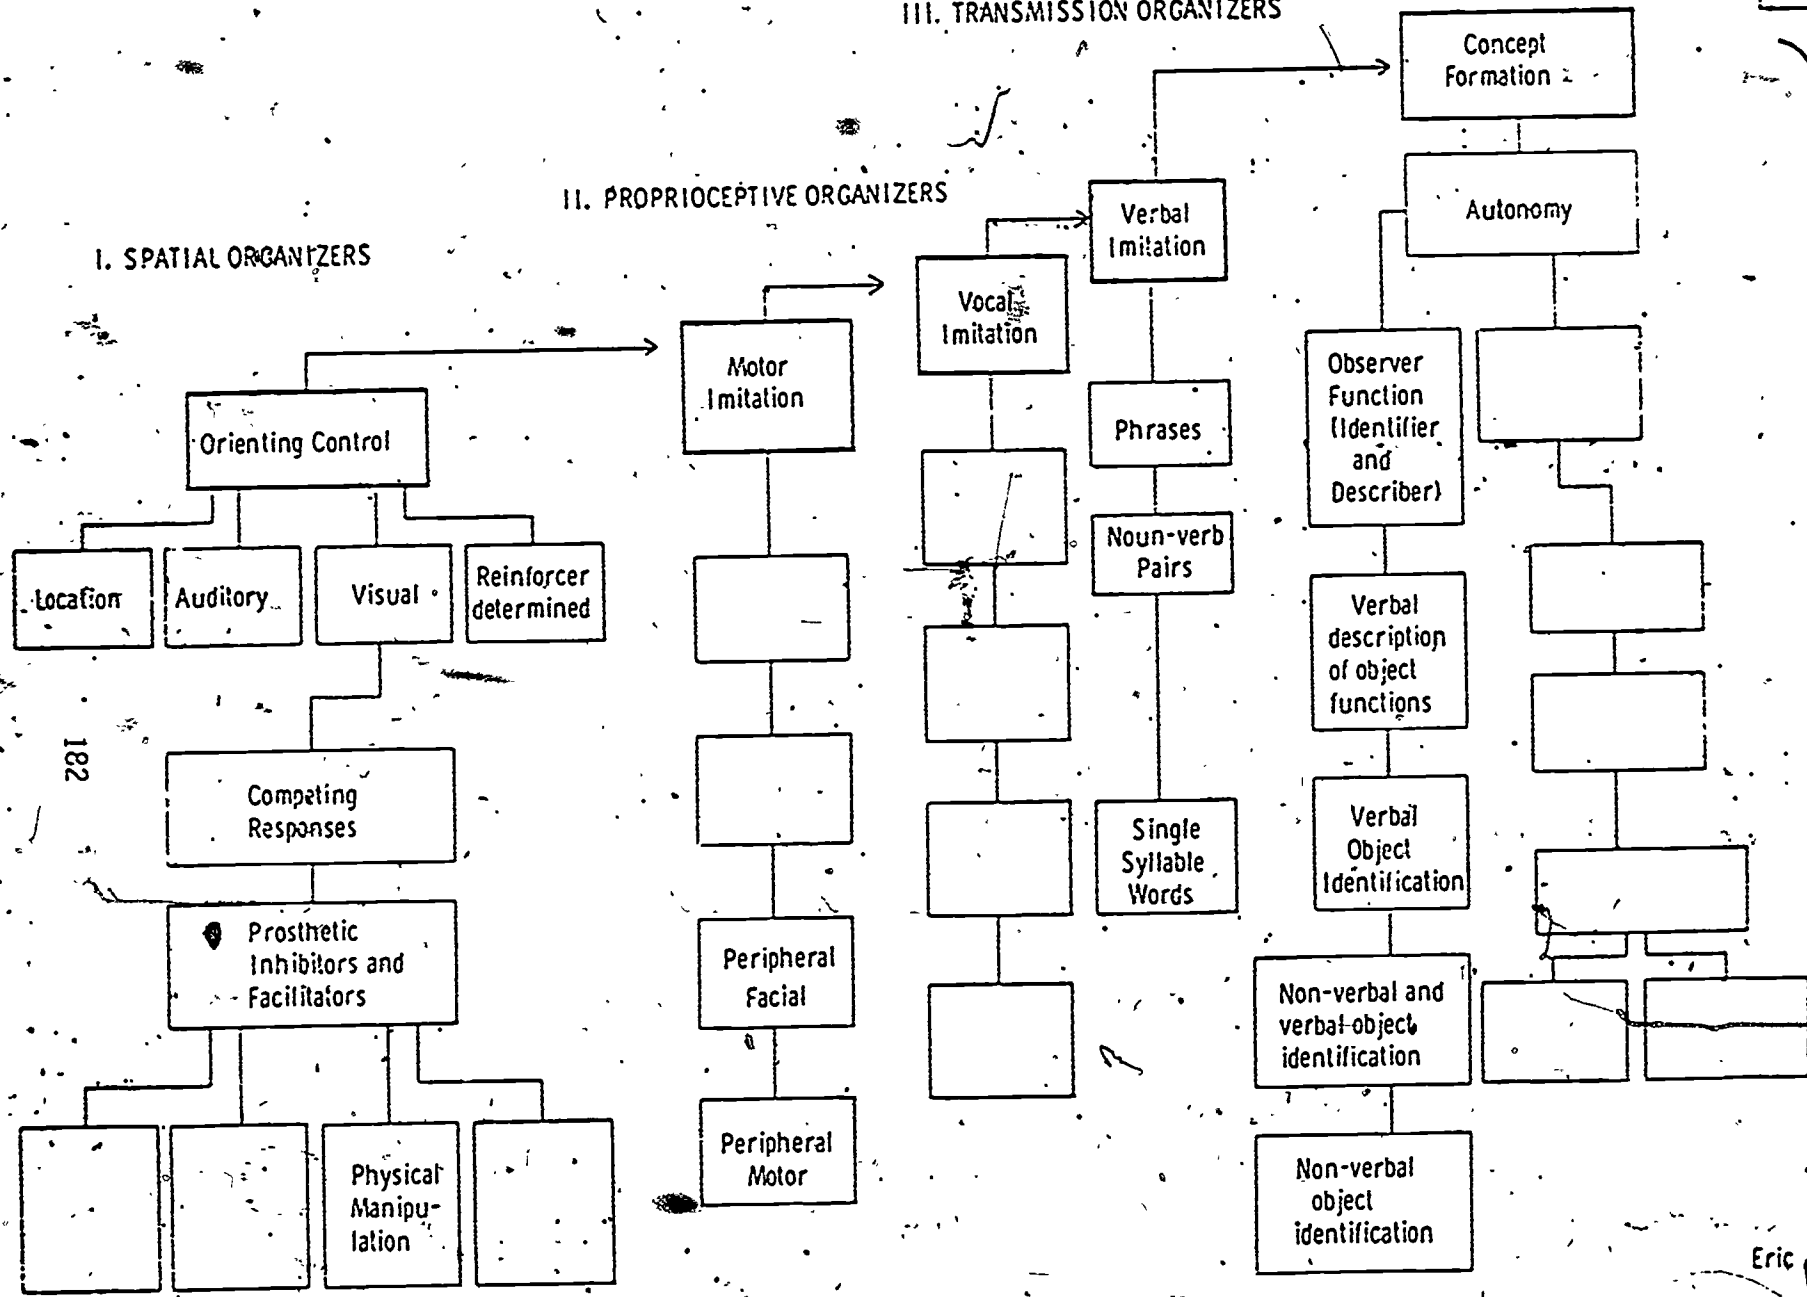 III. TRANSMISSION ORGANIZERS
Concept
Formation
II. PROPRIOCEPTIVE ORGANIZERS
Verbal
Imitation
Autonomy
I. SPATIAL ORGANIZERS
Vocal
Imitation
Motor
Imitation
Observer
Function
(Identifier
and
Describer)
Orienting Control
Phrases
Noun-verb
Pairs
Location
Auditory
Visual
Reinforcer
determined
Verbal
description
of object
functions
182
Competing
Responses
Single
Syllable
Words
Verbal
Object
Identification
Prosthetic
Inhibitors and
Facilitators
Peripheral
Facial
Non-verbal and
verbal object
identification
Physical
Manipu-
lation
Peripheral
Motor
Non-verbal
object
identification
Eric